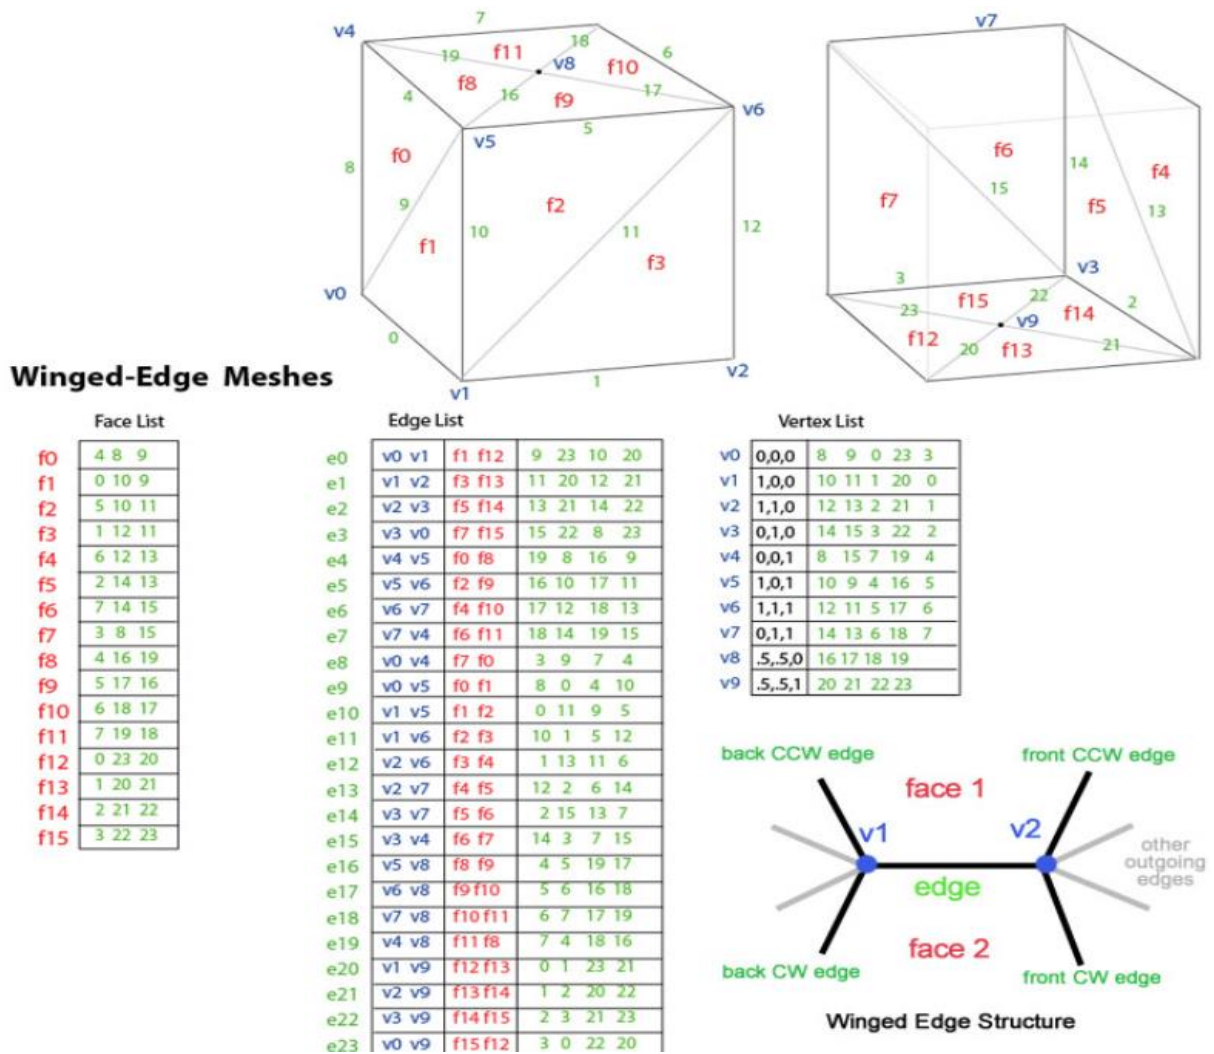 7
v4
18
19
f11
v8
6
f8
f10
4
16
f9
17
v6
5
v5
f0
8
9
f2
10
11
12
f1
f3
v0
0
1
v2
v1
v7
f6
14
f4
15
f7
f5
13
v3
3
f15
22
2
23
v9
f14
f12
20
f13
21
Winged-Edge Meshes
Face List
f0 4 8 9
f1 0 10 9
f2 5 10 11
f3 1 12 11
f4 6 12 13
f5 2 14 13
f6 7 14 15
f7 3 8 15
f8 4 16 19
f9 5 17 16
f10 6 18 17
f11 7 19 18
f12 0 23 20
f13 1 20 21
f14 2 21 22
f15 3 22 23
Edge List
e0 v0 v1 f1 f12 9 23 10 20
e1 v1 v2 f3 f13 11 20 12 21
e2 v2 v3 f5 f14 13 21 14 22
e3 v3 v0 f7 f15 15 22 8 23
e4 v4 v5 f0 f8 19 8 16 9
e5 v5 v6 f2 f9 16 10 17 11
e6 v6 v7 f4 f10 17 12 18 13
e7 v7 v4 f6 f11 18 14 19 15
e8 v0 v4 f7 f0 3 9 7 4
e9 v0 v5 f0 f1 8 0 4 10
e10 v1 v5 f1 f2 0 11 9 5
e11 v1 v6 f2 f3 10 1 5 12
e12 v2 v6 f3 f4 1 13 11 6
e13 v2 v7 f4 f5 12 2 6 14
e14 v3 v7 f5 f6 2 15 13 7
e15 v3 v4 f6 f7 14 3 7 15
e16 v5 v8 f8 f9 4 5 19 17
e17 v6 v8 f9 f10 5 6 16 18
e18 v7 v8 f10 f11 6 7 17 19
e19 v4 v8 f11 f8 7 4 18 16
e20 v1 v9 f12 f13 0 1 23 21
e21 v2 v9 f13 f14 1 2 20 22
e22 v3 v9 f14 f15 2 3 21 23
e23 v0 v9 f15 f12 3 0 22 20
Vertex List
v0 0,0,0 8 9 0 23 3
v1 1,0,0 10 11 1 20 0
v2 1,1,0 12 13 2 21 1
v3 0,1,0 14 15 3 22 2
v4 0,0,1 8 15 7 19 4
v5 1,0,1 10 9 4 16 5
v6 1,1,1 12 11 5 17 6
v7 0,1,1 14 13 6 18 7
v8 .5,.5,0 16 17 18 19
v9 .5,.5,1 20 21 22 23
back CCW edge
front CCW edge
face 1
v1
v2
other
outgoing
edges
edge
face 2
back CW edge
front CW edge
Winged Edge Structure